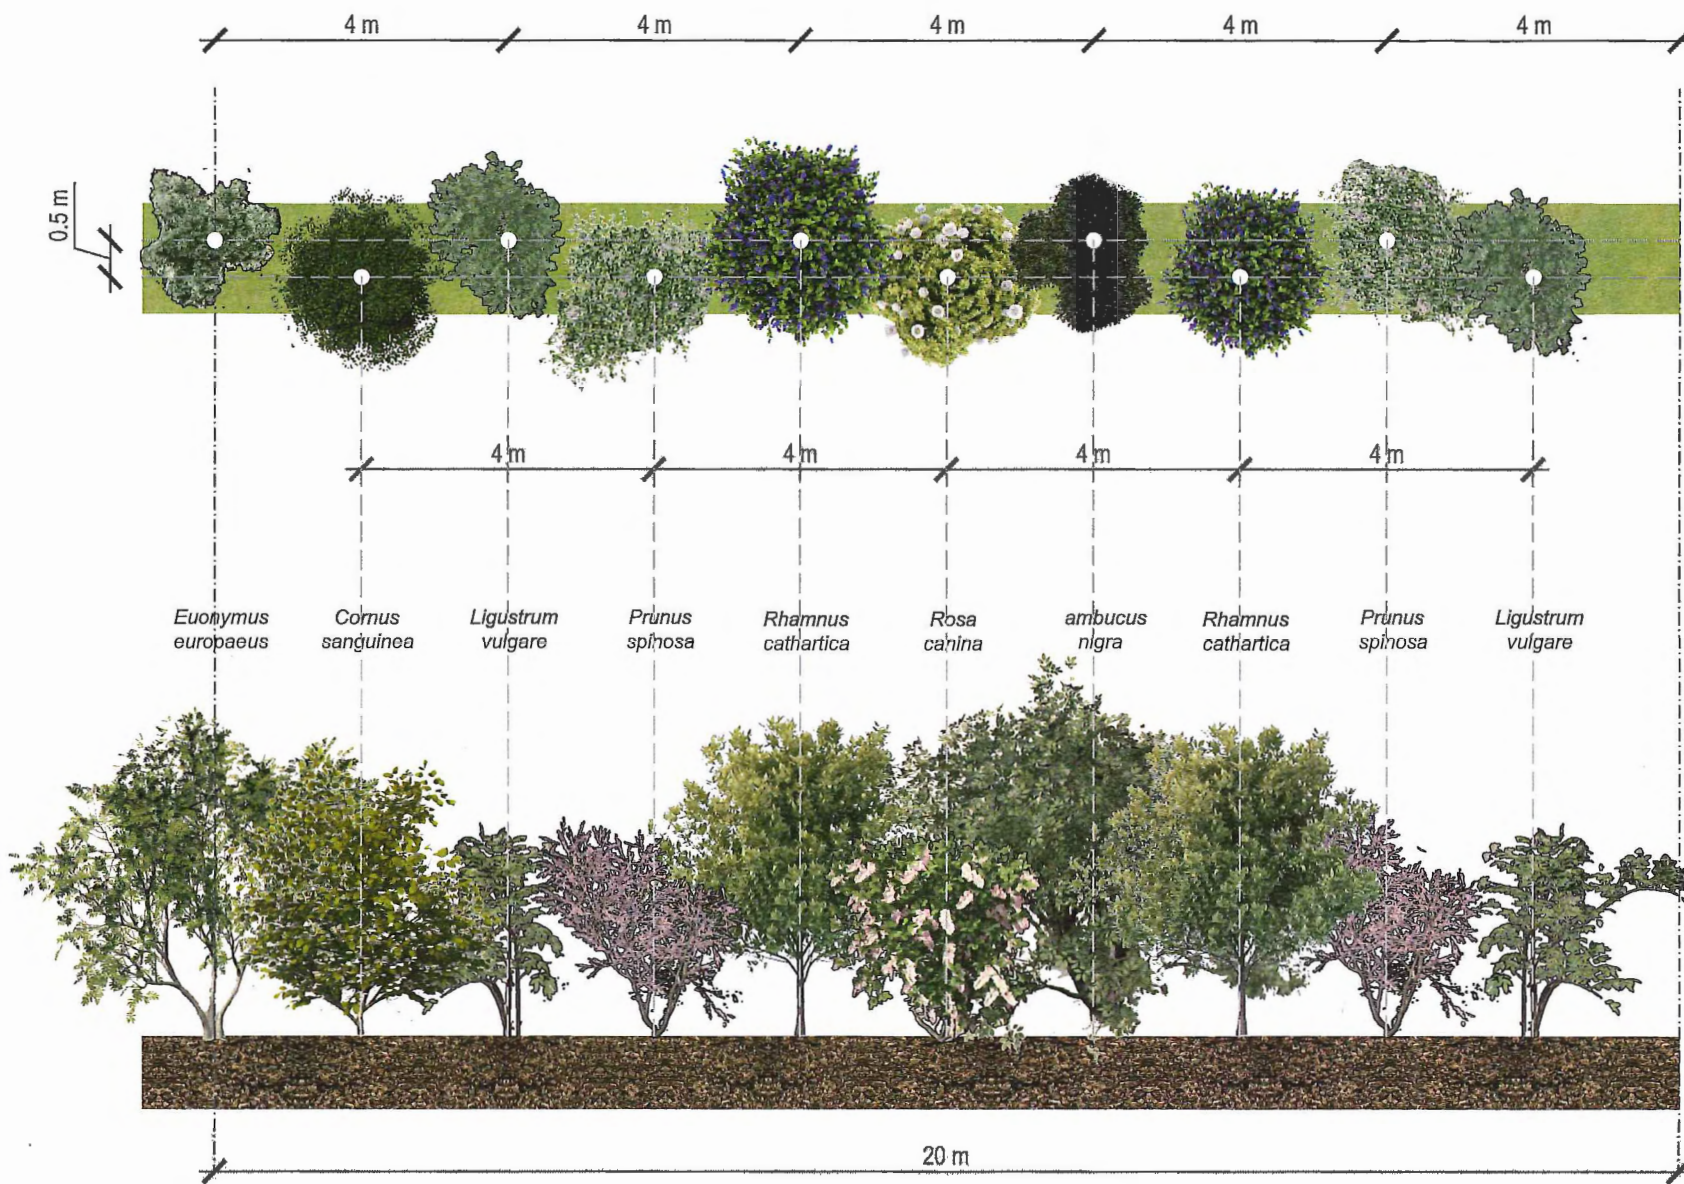 4 m 4 m 4 m 4 m 4 m
0.5 m
4 m 4 m 4 m 4 m
Euonymus Cornus Ligustrum Prunus Rhamnus Rosa ambucus Rhamnus Prunus Ligustrum
europaeus sanguinea vulgare spinosa cathartica canina nigra cathartica spinosa vulgare
20 m